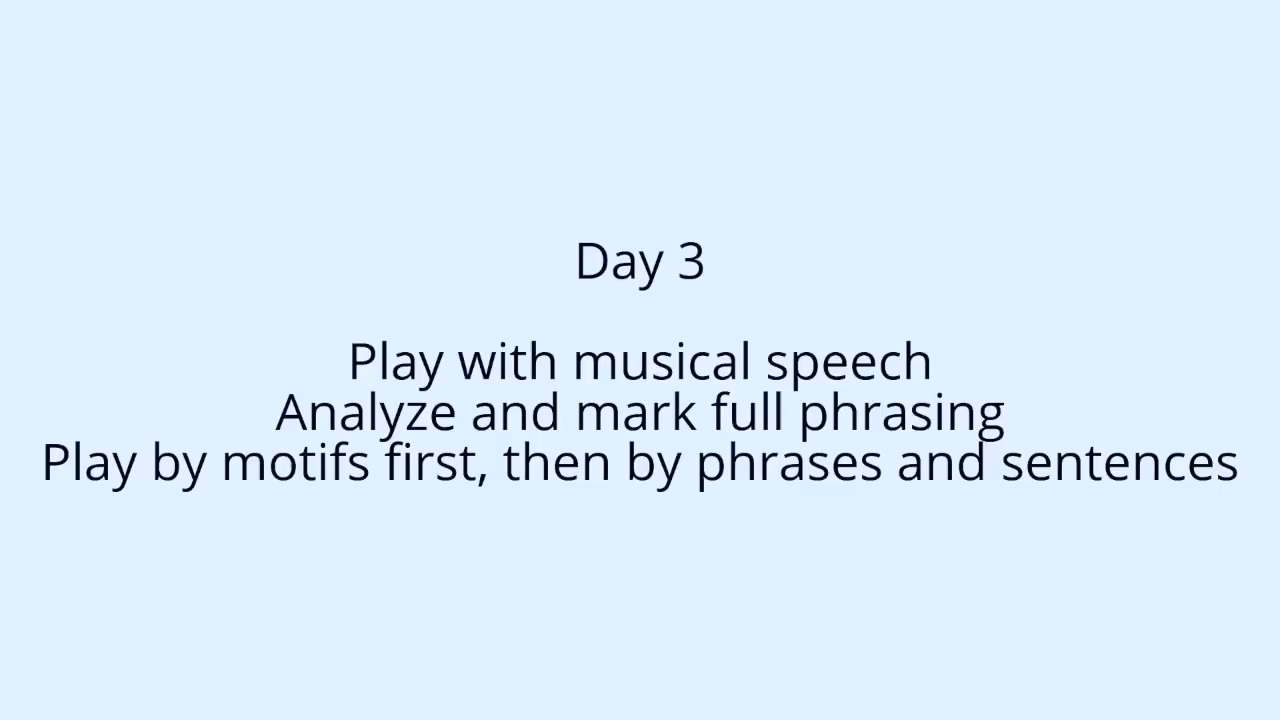 Day 3
Play with musical speech
Analyze and mark full phrasing
Play by motifs first, then by phrases and sentences